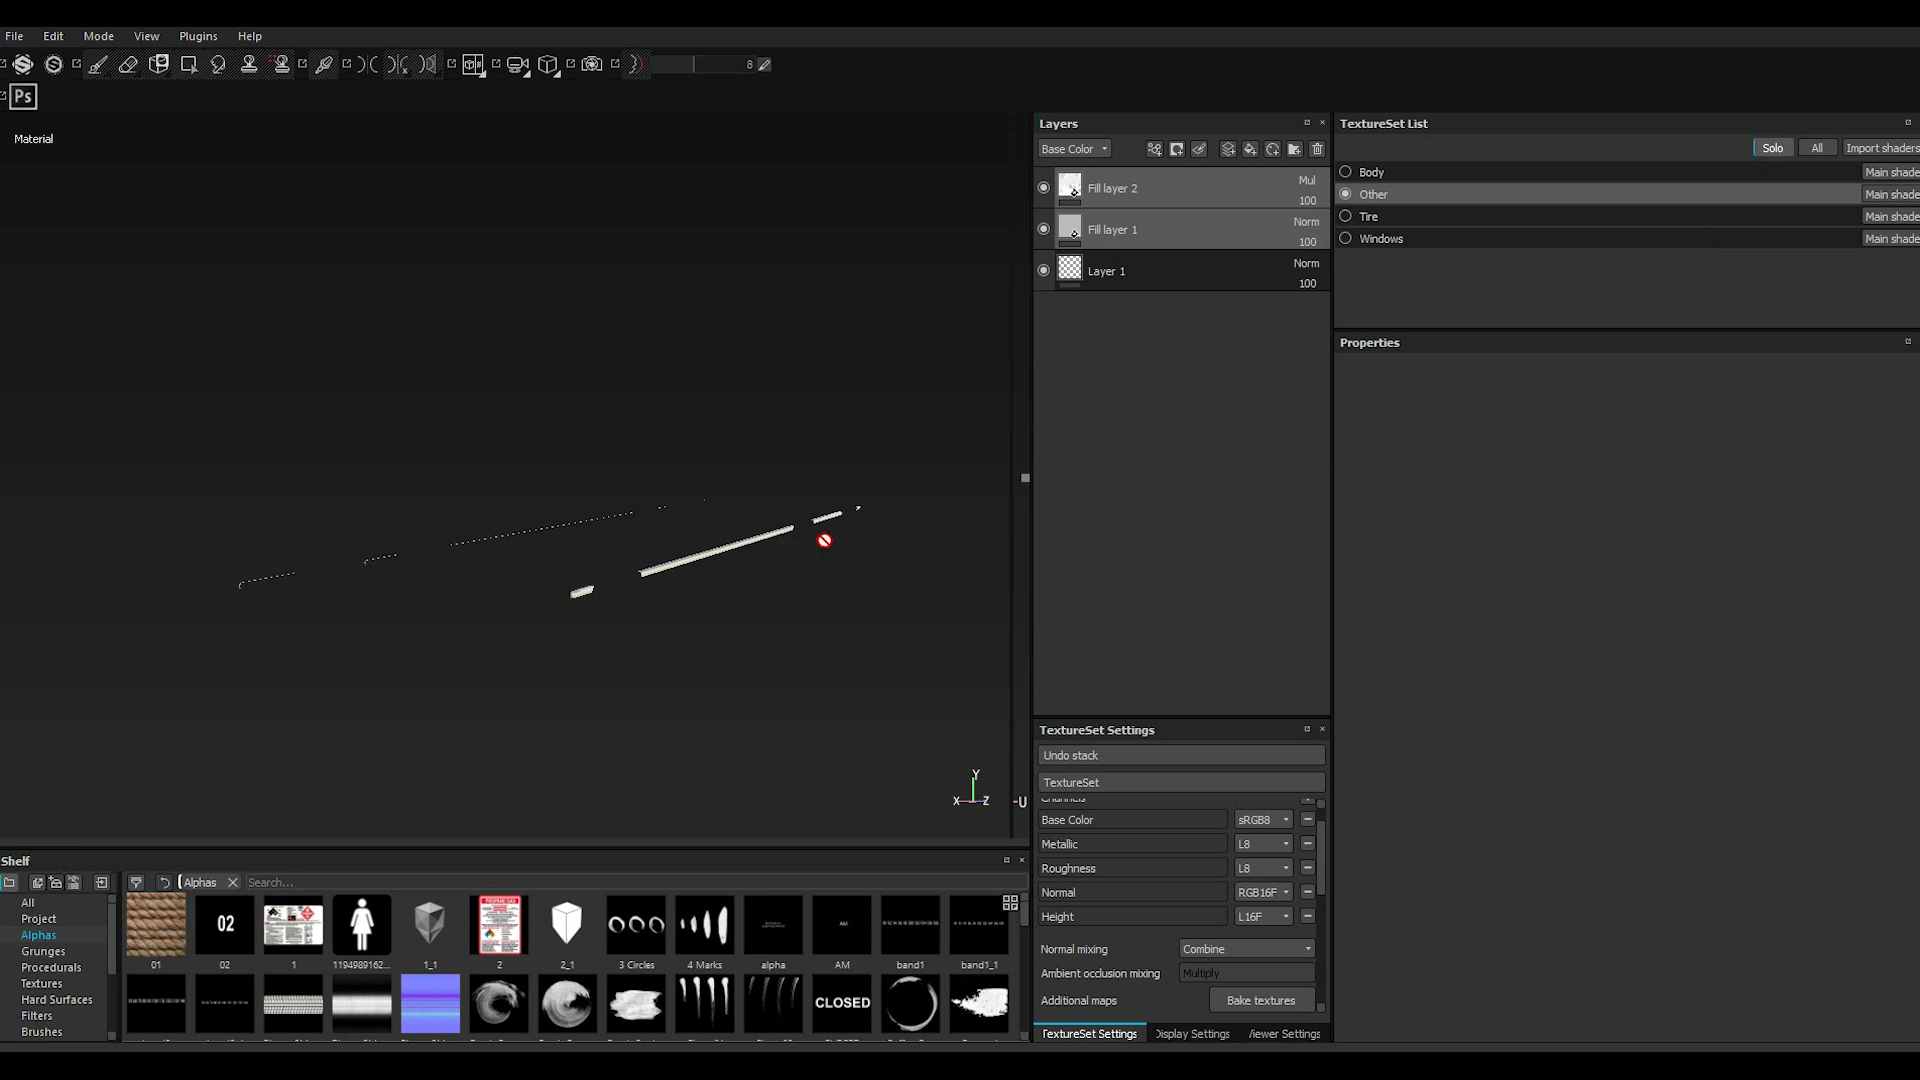 File Edit Mode View Plugins Help
8
Ps
Material
Layers
Base Color
Fill layer 2 Mul
100
Fill layer 1 Norm
100
Layer 1 Norm
100
TextureSet List
Solo All Import shaders
Body Main shade
Other Main shade
Tire Main shade
Windows Main shade
Properties
Y
X Z
-U
TextureSet Settings
Undo stack
TextureSet
Channels
Base Color sRGB8
Metallic L8
Roughness L8
Normal RGB16F
Height L16F
Normal mixing Combine
Ambient occlusion mixing Multiply
Additional maps Bake textures
TextureSet Settings Display Settings Viewer Settings
Shelf
Alphas Search...
All
Project
Alphas
Grunges
Procedurals
Textures
Hard Surfaces
Filters
Brushes
02
PROPANE GAS
AM
01 02 1 1194989162... 1_1 2 2_1 3 Circles 4 Marks alpha AM band1 band1_1
CLOSED